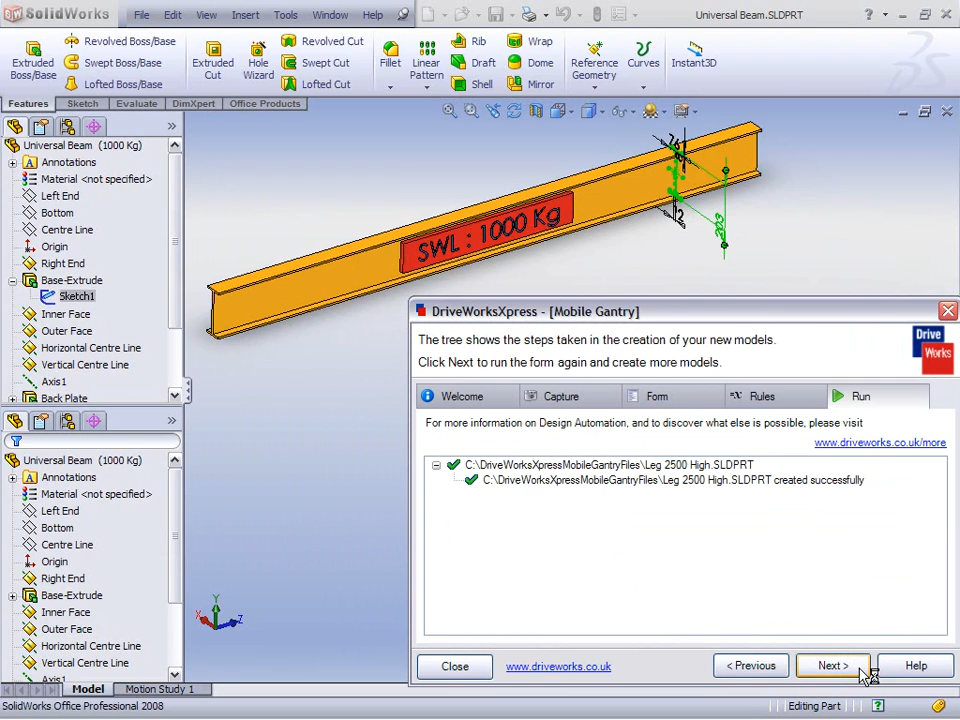 SolidWorks File Edit View Insert Tools Window Help Universal Beam.SLDPRT
Extruded Boss/Base
Revolved Boss/Base
Swept Boss/Base
Lofted Boss/Base
Extruded Cut
Hole Wizard
Revolved Cut
Swept Cut
Lofted Cut
Fillet
Linear Pattern
Rib
Draft
Shell
Wrap
Dome
Mirror
Reference Geometry
Curves
Instant3D
Features Sketch Evaluate DimXpert Office Products
Universal Beam (1000 Kg)
Annotations
Material <not specified>
Left End
Bottom
Centre Line
Origin
Right End
Base-Extrude
Sketch1
Inner Face
Outer Face
Horizontal Centre Line
Vertical Centre Line
Axis1
Back Plate
Universal Beam (1000 Kg)
Annotations
Material <not specified>
Left End
Bottom
Centre Line
Origin
Right End
Base-Extrude
Inner Face
Outer Face
Horizontal Centre Line
Vertical Centre Line
Axis1
SWL : 1000 Kg
203
12
Y
X
Z
DriveWorksXpress - [Mobile Gantry]
The tree shows the steps taken in the creation of your new models.
Click Next to run the form again and create more models.
Drive Works
Welcome Capture Form Rules Run
For more information on Design Automation, and to discover what else is possible, please visit
www.driveworks.co.uk/more
C:\DriveWorksXpressMobileGantryFiles\Leg 2500 High.SLDPRT
C:\DriveWorksXpressMobileGantryFiles\Leg 2500 High.SLDPRT created successfully
Close www.driveworks.co.uk < Previous Next > Help
Model Motion Study 1
SolidWorks Office Professional 2008 Editing Part